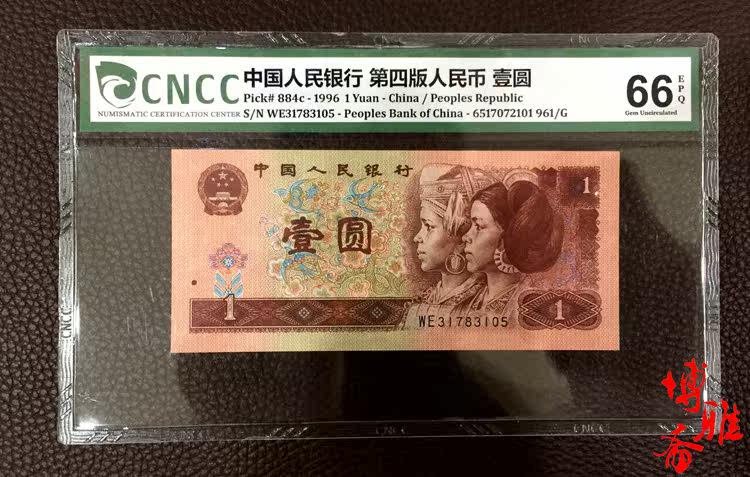 CNCC
NUMISMATIC CERTIFICATION CENTER
中国人民银行 第四版人民币 壹圆
Pick# 884c - 1996 1 Yuan - China / Peoples Republic
S/N WE31783105 - Peoples Bank of China - 6517072101 961/G
66
EPQ
Gem Uncirculated
中国人民银行
1
壹圆
1
1
WE31783105
CNCC
CNCC
博雅斋